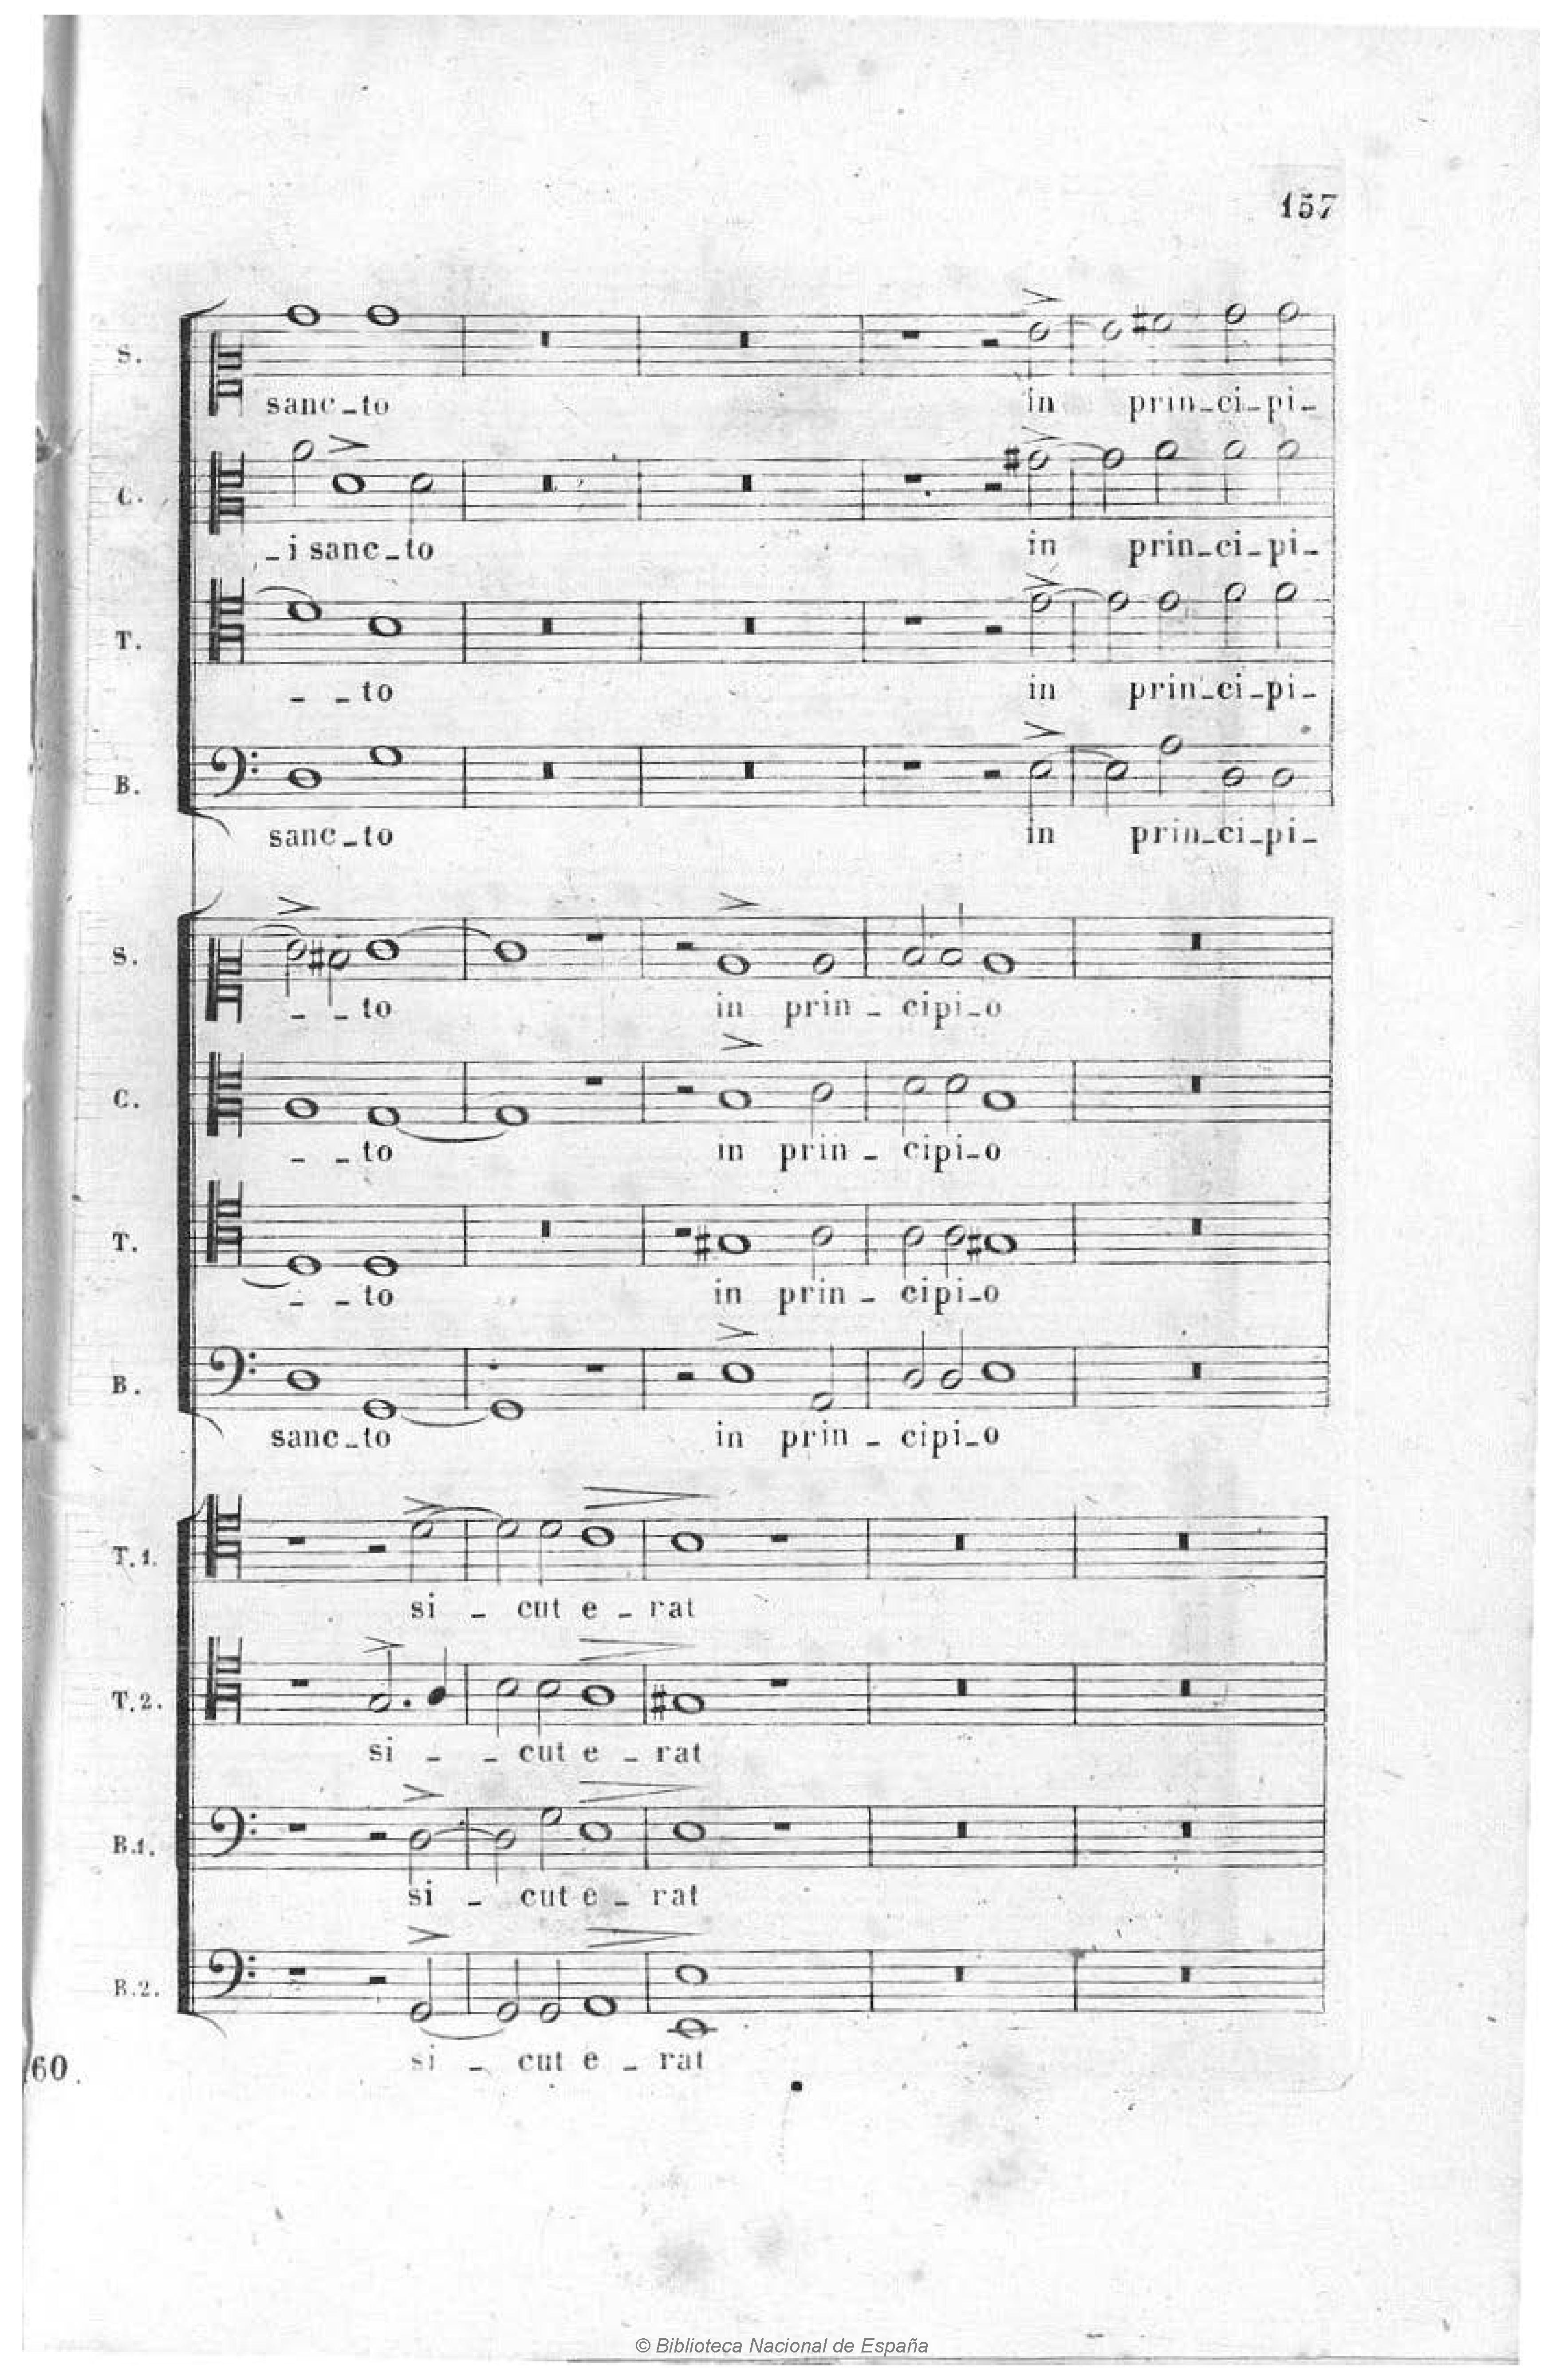 157
S.
sanc_to in prin_ci_pi_
C.
_i sanc_to in prin_ci_pi_
T.
_ _to in prin_ci_pi_
B.
sanc_to in prin_ci_pi_
S.
_ _to in prin _ cipi_o
C.
_ _to in prin _ cipi_o
T.
_ _to in prin _ cipi_o
B.
sanc_to in prin _ cipi_o
T.1.
si _ cut e _ rat
T.2.
si _ _ cut e _ rat
B.1.
si _ cut e _ rat
B.2.
si _ cut e _ rat
60.
© Biblioteca Nacional de España